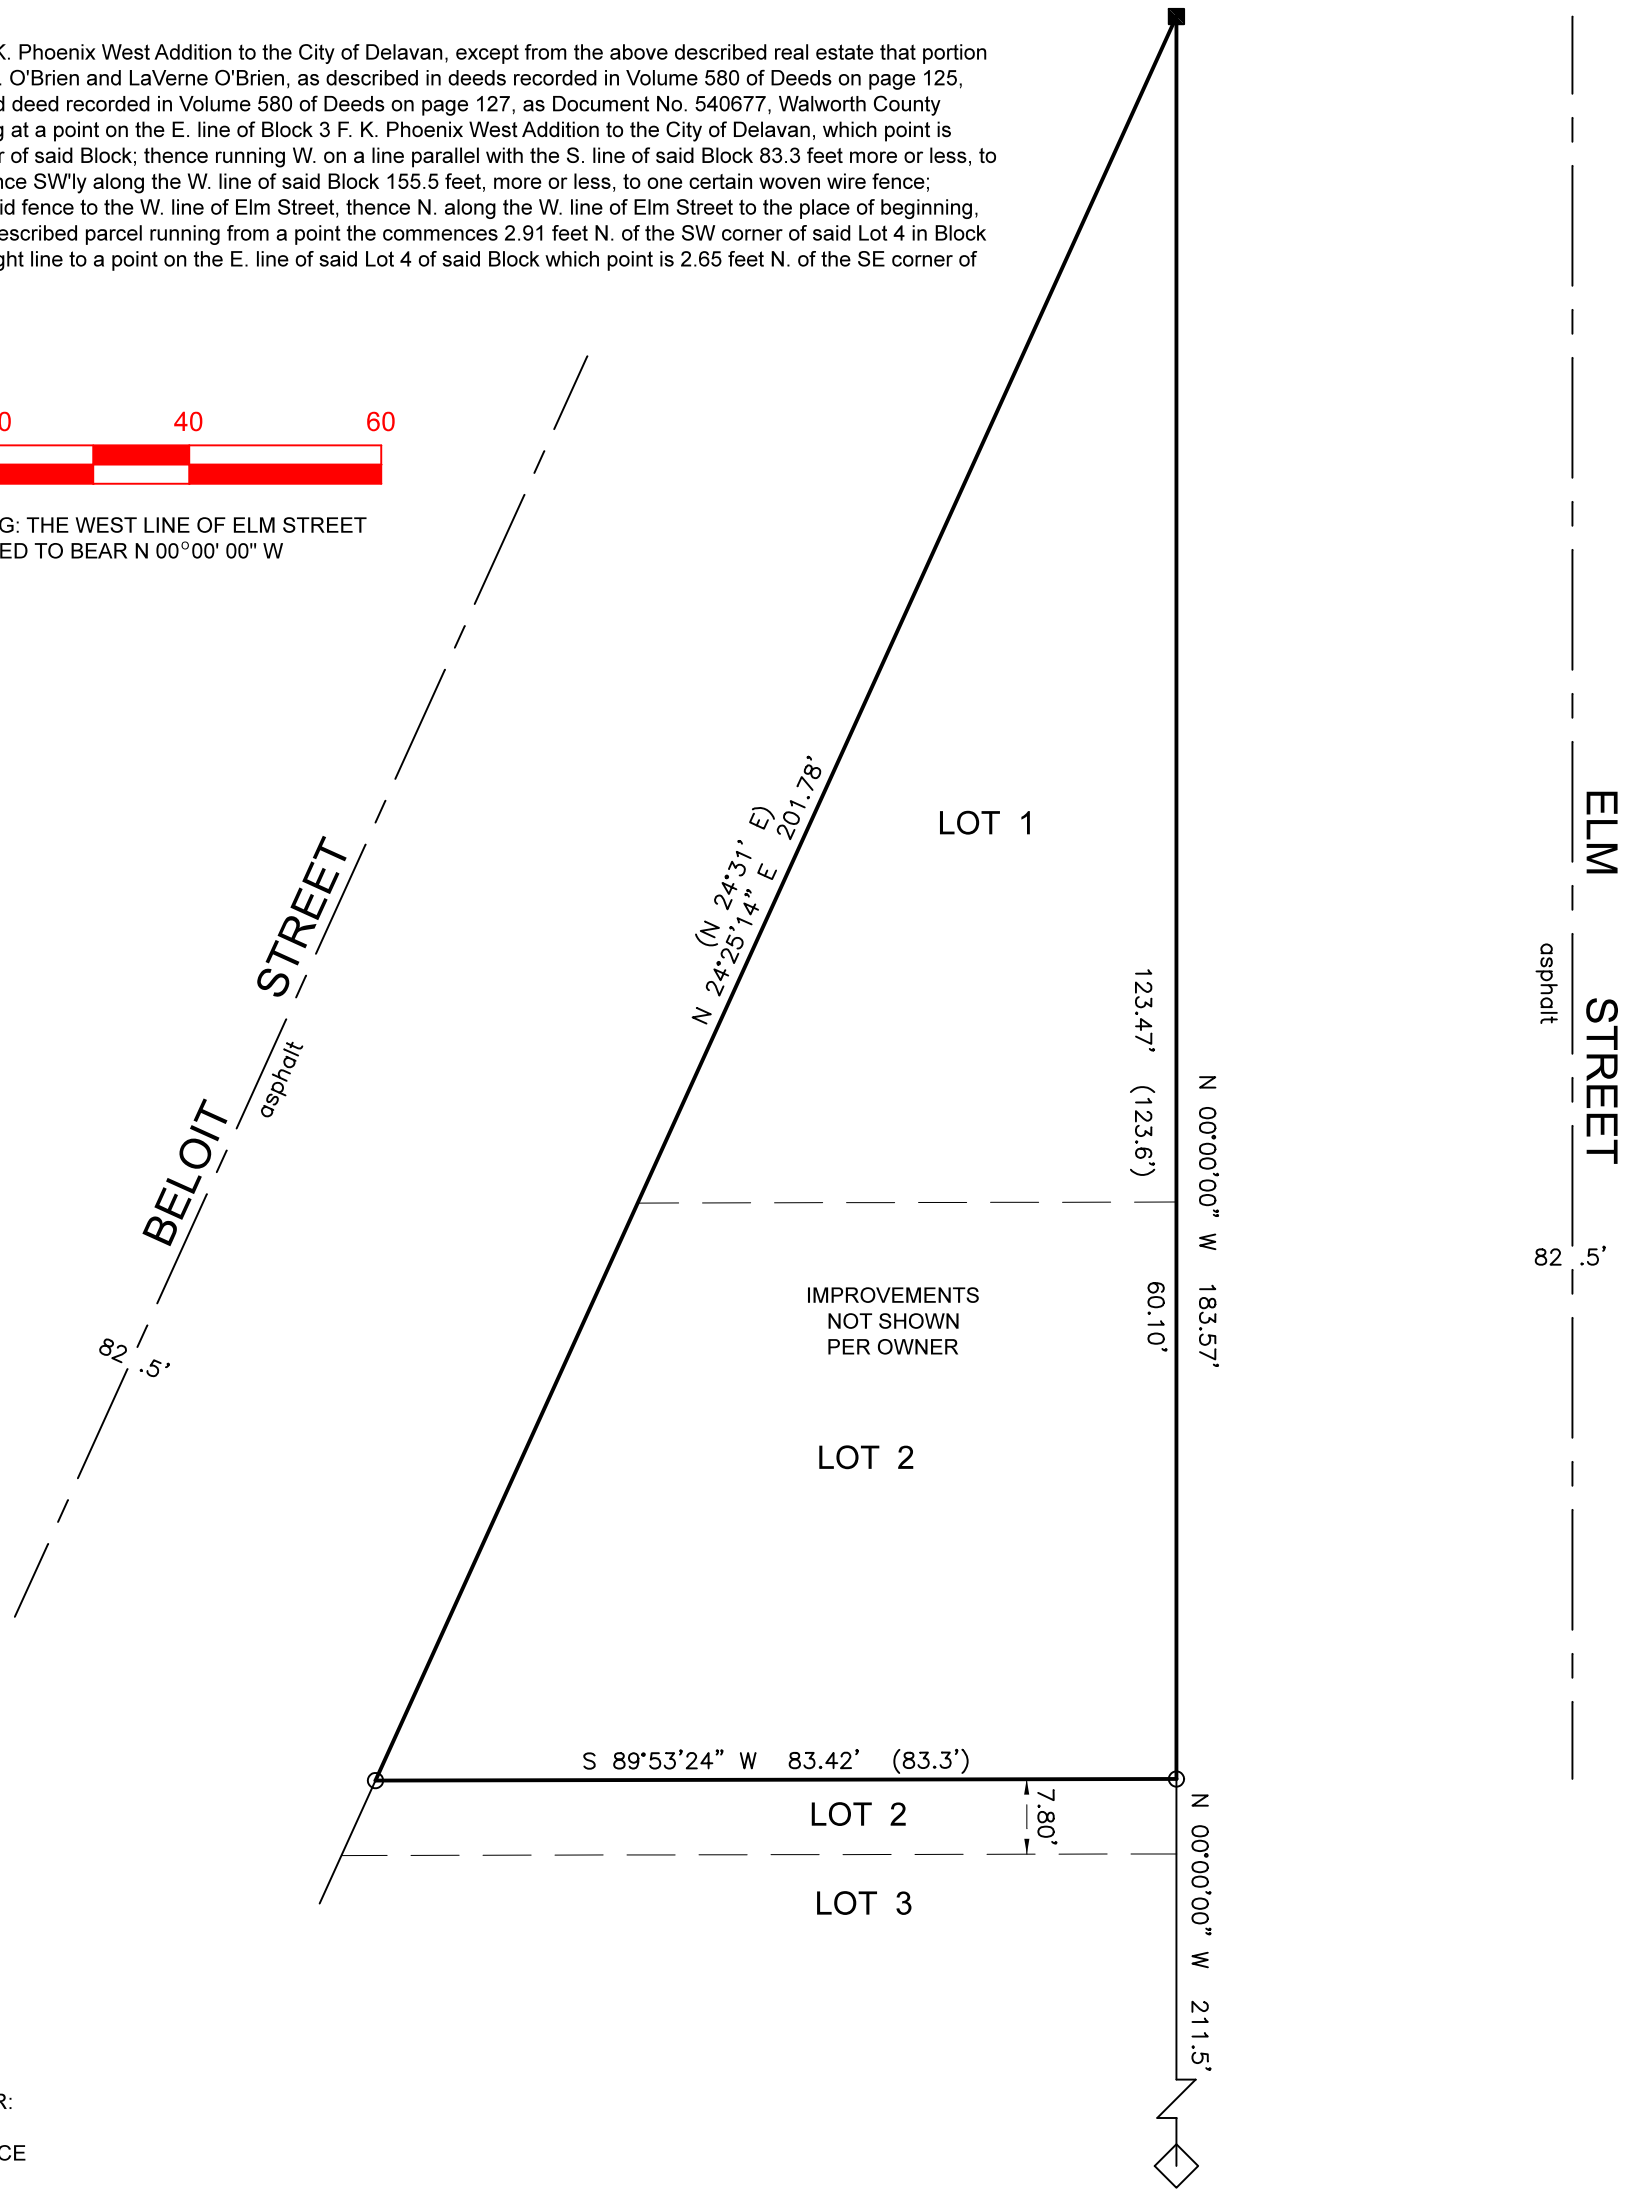 K. Phoenix West Addition to the City of Delavan, except from the above described real estate that portion
. O'Brien and LaVerne O'Brien, as described in deeds recorded in Volume 580 of Deeds on page 125,
d deed recorded in Volume 580 of Deeds on page 127, as Document No. 540677, Walworth County
g at a point on the E. line of Block 3 F. K. Phoenix West Addition to the City of Delavan, which point is
r of said Block; thence running W. on a line parallel with the S. line of said Block 83.3 feet more or less, to
nce SW'ly along the W. line of said Block 155.5 feet, more or less, to one certain woven wire fence;
id fence to the W. line of Elm Street, thence N. along the W. line of Elm Street to the place of beginning,
escribed parcel running from a point the commences 2.91 feet N. of the SW corner of said Lot 4 in Block
ght line to a point on the E. line of said Lot 4 of said Block which point is 2.65 feet N. of the SE corner of
0 40 60
G: THE WEST LINE OF ELM STREET
ED TO BEAR N 00°00' 00" W
(N 24°31' E)
N 24°25'14" E 201.78'
LOT 1
ELM STREET
asphalt
82.5'
BELOIT STREET
asphalt
82.5'
123.47' (123.6')
N 00°00'00" W 183.57'
60.10'
IMPROVEMENTS
NOT SHOWN
PER OWNER
LOT 2
S 89°53'24" W 83.42' (83.3')
LOT 2
7.80'
LOT 3
N 00°00'00" W 211.5'
R:
CE